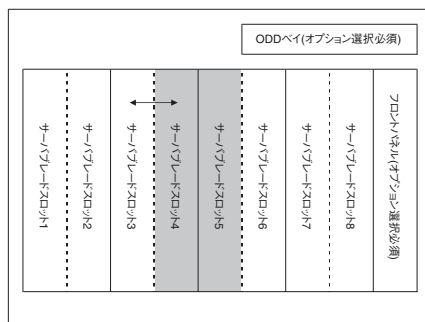 ODDベイ(オプション選択必須)
サーバブレードスロット1
サーバブレードスロット2
サーバブレードスロット3
サーバブレードスロット4
サーバブレードスロット5
サーバブレードスロット6
サーバブレードスロット7
サーバブレードスロット8
フロントパネル(オプション選択必須)